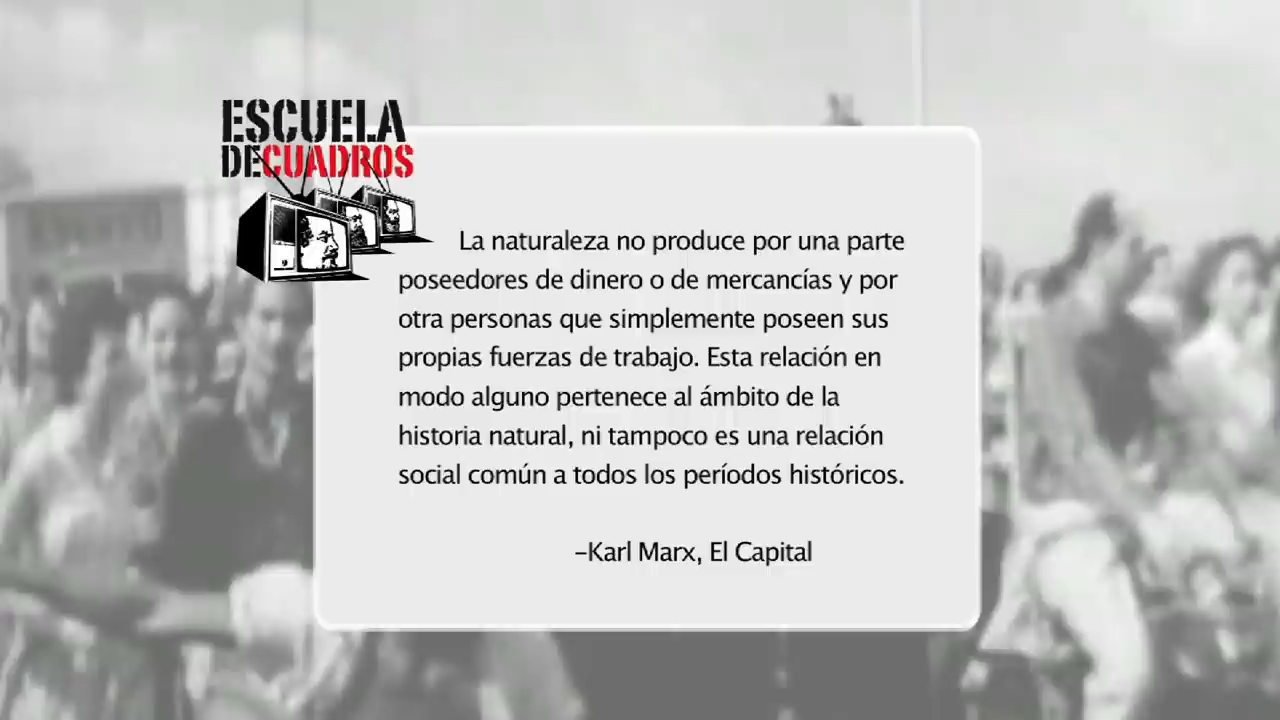 ESCUELA
DECUADROS
La naturaleza no produce por una parte
poseedores de dinero o de mercancías y por
otra personas que simplemente poseen sus
propias fuerzas de trabajo. Esta relación en
modo alguno pertenece al ámbito de la
historia natural, ni tampoco es una relación
social común a todos los períodos históricos.
–Karl Marx, El Capital